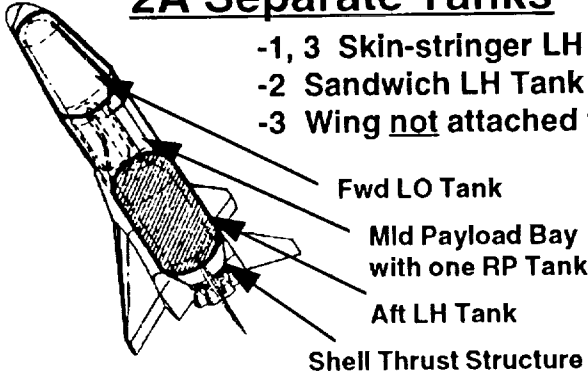 2A Separate Tanks
-1, 3 Skin-stringer LH
-2 Sandwich LH Tank
-3 Wing not attached
Fwd LO Tank
Mid Payload Bay
with one RP Tank
Aft LH Tank
Shell Thrust Structure